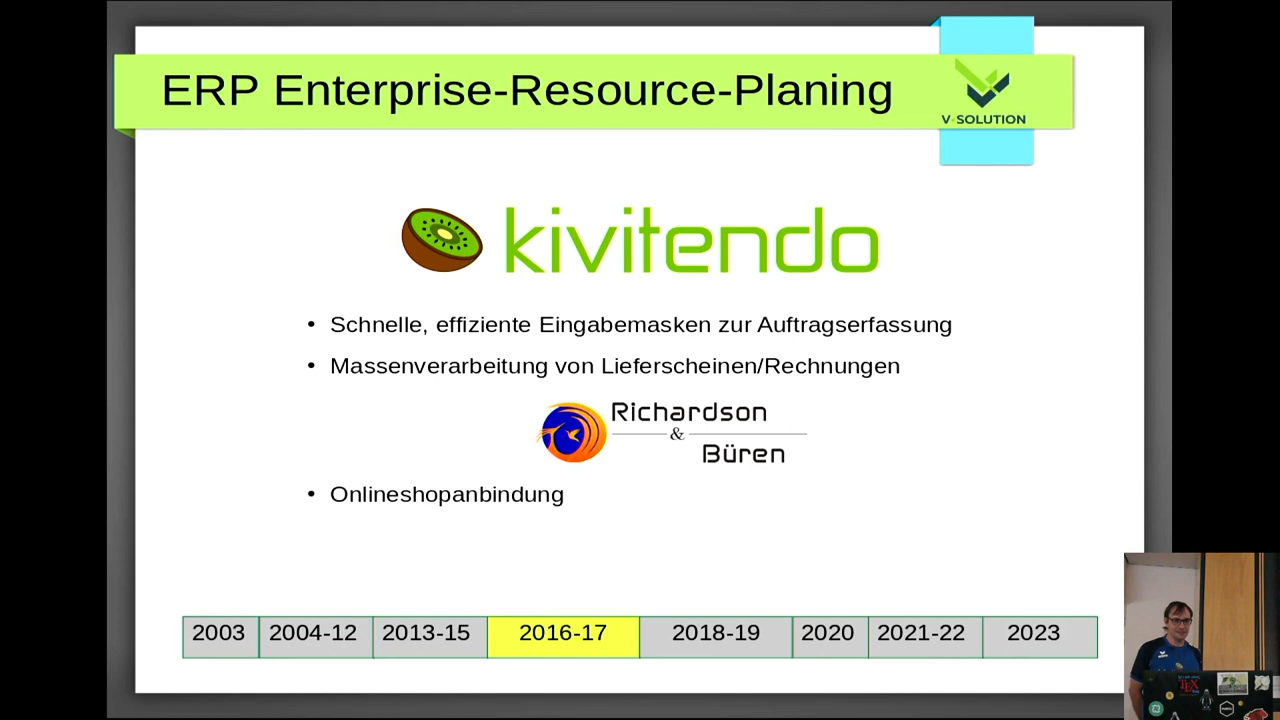 ERP Enterprise-Resource-Planing
V-SOLUTION
kivitendo
• Schnelle, effiziente Eingabemasken zur Auftragserfassung
• Massenverarbeitung von Lieferscheinen/Rechnungen
Richardson
&
Büren
• Onlineshopanbindung
2003 2004-12 2013-15 2016-17 2018-19 2020 2021-22 2023
TEX